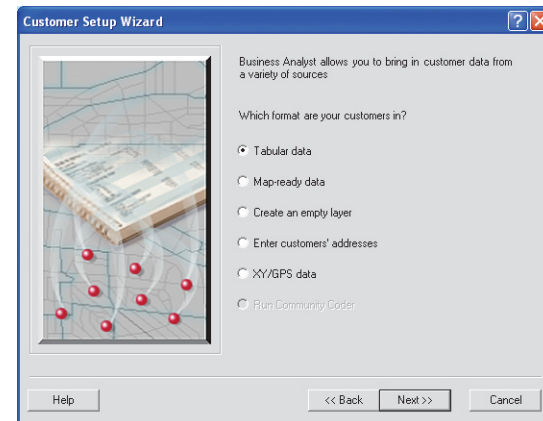 Customer Setup Wizard
Business Analyst allows you to bring in customer data from
a variety of sources
Which format are your customers in?
Tabular data
Map-ready data
Create an empty layer
Enter customers' addresses
XY/GPS data
Run Community Coder
Help
<< Back
Next >>
Cancel